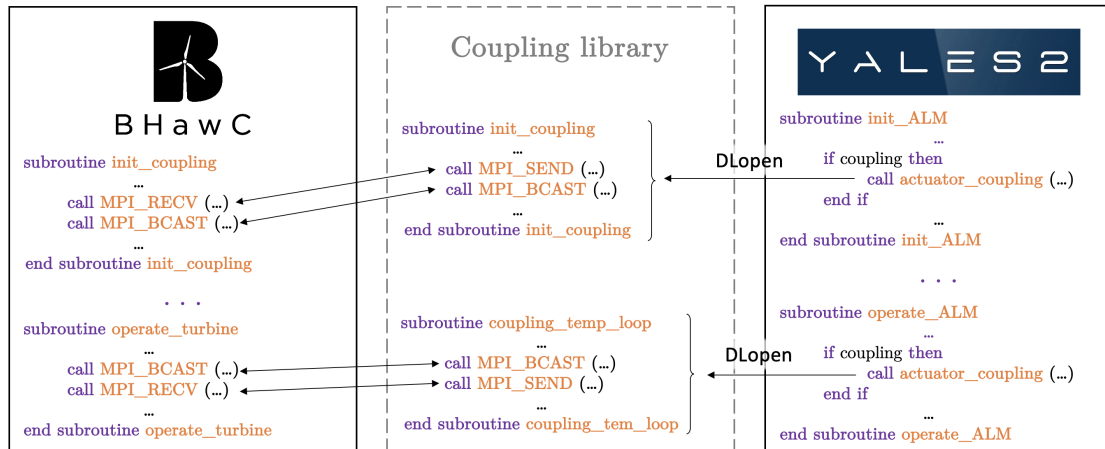 BHawC
subroutine init_coupling
...
call MPI_RECV (...)
call MPI_BCAST (...)
...
end subroutine init_coupling
. . .
subroutine operate_turbine
...
call MPI_BCAST (...)
call MPI_RECV (...)
...
end subroutine operate_turbine
Coupling library
subroutine init_coupling
...
call MPI_SEND (...)
call MPI_BCAST (...)
...
end subroutine init_coupling
subroutine coupling_temp_loop
...
call MPI_BCAST (...)
call MPI_SEND (...)
...
end subroutine coupling_tem_loop
DLopen
DLopen
YALES2
subroutine init_ALM
...
if coupling then
call actuator_coupling (...)
end if
...
end subroutine init_ALM
. . .
subroutine operate_ALM
...
if coupling then
call actuator_coupling (...)
end if
...
end subroutine operate_ALM